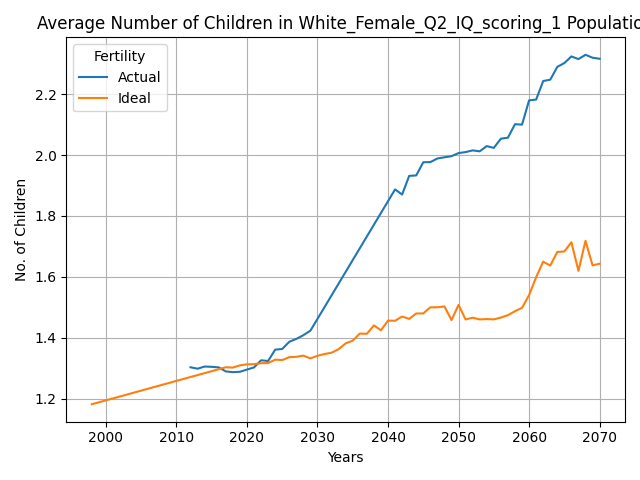 Average Number of Children in White_Female_Q2_IQ_scoring_1 Populatio
Fertility
Actual
Ideal
2.2
2.0
1.8
1.6
1.4
1.2
No. of Children
2000 2010 2020 2030 2040 2050 2060 2070
Years